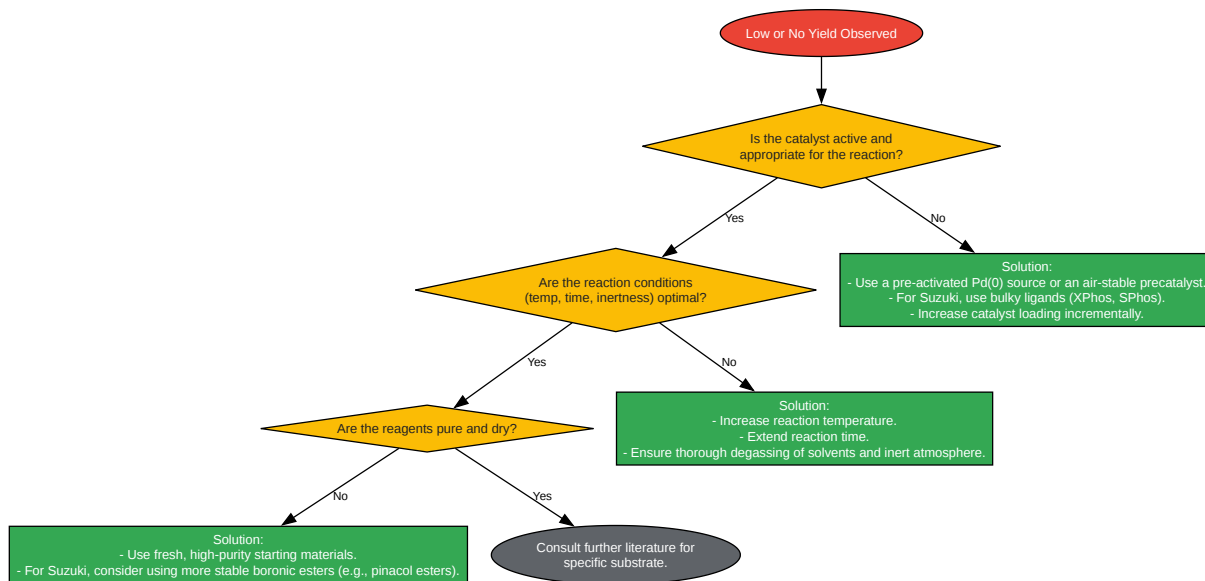 Low or No Yield Observed
Is the catalyst active and
appropriate for the reaction?
Yes
No
Are the reaction conditions
(temp, time, inertness) optimal?
Solution:
- Use a pre-activated Pd(0) source or an air-stable precatalyst.
- For Suzuki, use bulky ligands (XPhos, SPhos).
- Increase catalyst loading incrementally.
Yes
No
Are the reagents pure and dry?
Solution:
- Increase reaction temperature.
- Extend reaction time.
- Ensure thorough degassing of solvents and inert atmosphere.
No
Yes
Solution:
- Use fresh, high-purity starting materials.
- For Suzuki, consider using more stable boronic esters (e.g., pinacol esters).
Consult further literature for
specific substrate.